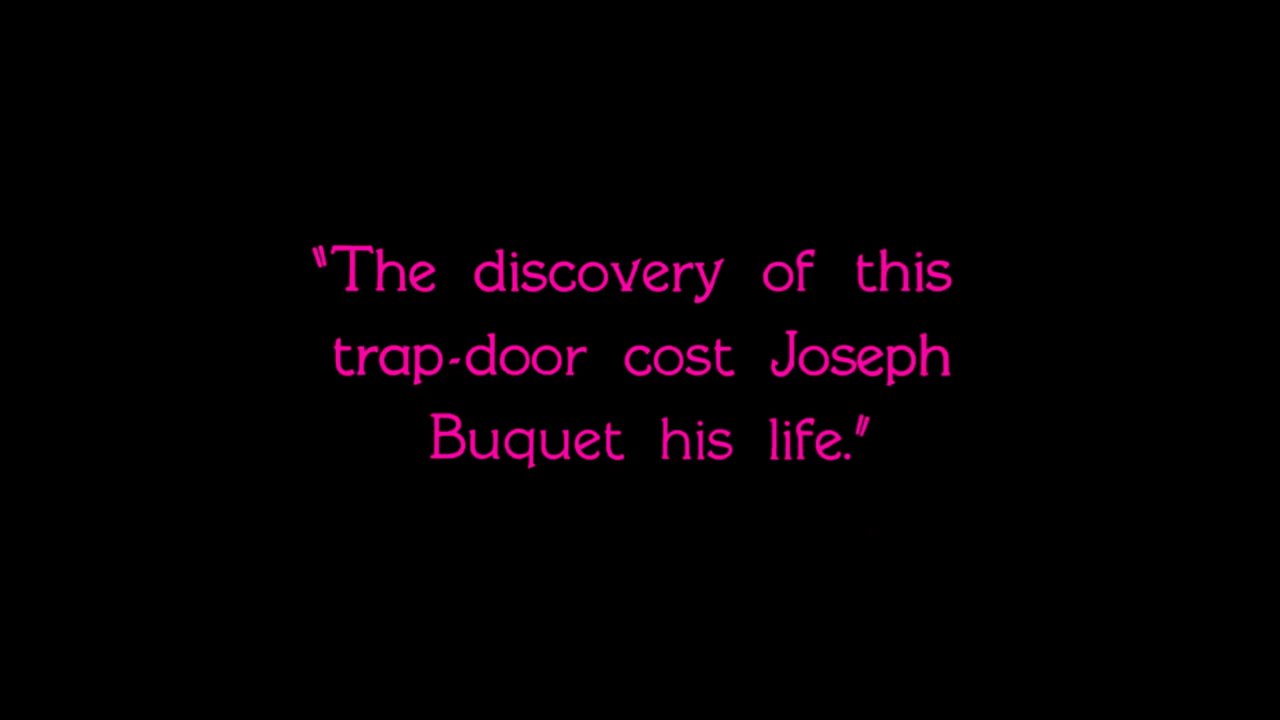 "The discovery of this
trap-door cost Joseph
Buquet his life."